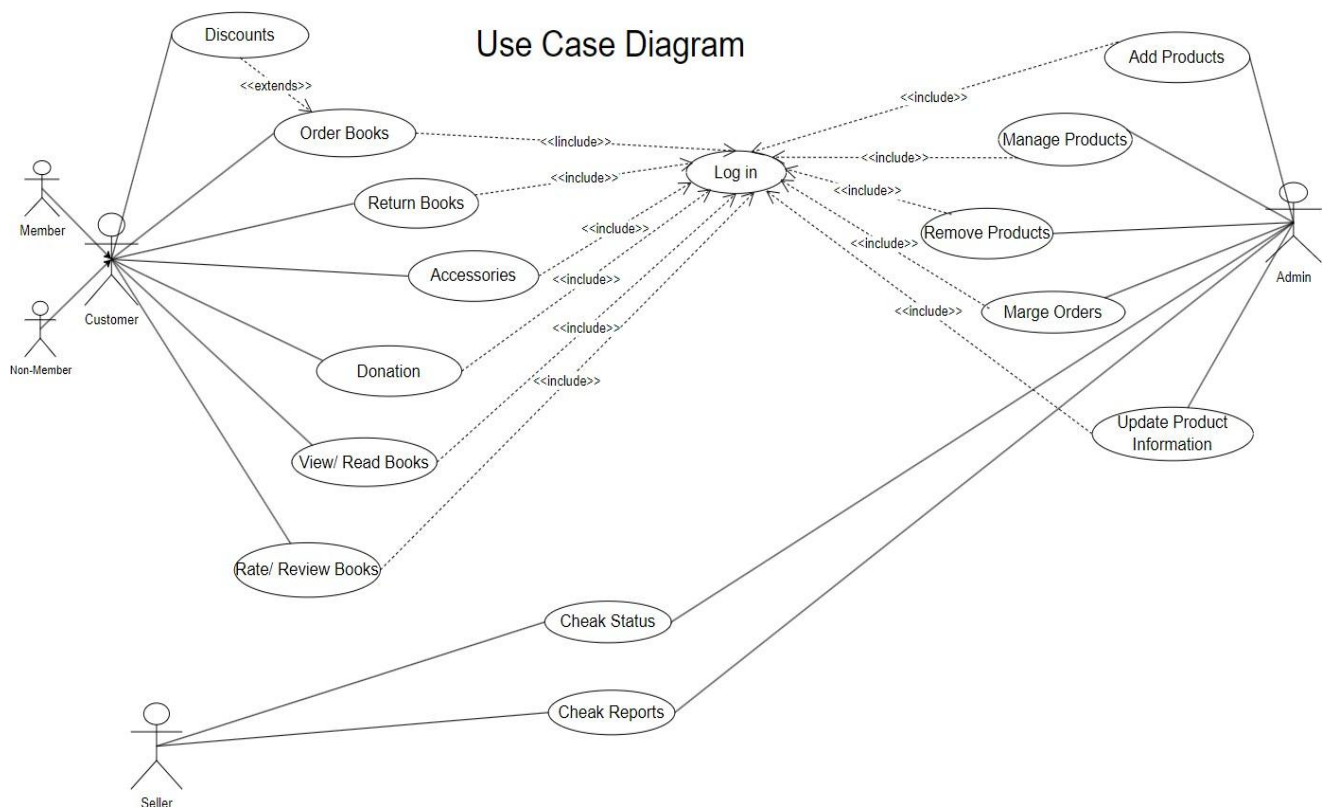 Use Case Diagram
Discounts
<<extends>>
Order Books
<<Iinclude>>
Return Books
<<include>>
Accessories
<<include>>
Donation
<<include>>
View/ Read Books
<<include>>
Rate/ Review Books
<<include>>
Member
Customer
Non-Member
Log in
Add Products
<<include>>
Manage Products
<<include>>
Remove Products
<<include>>
Marge Orders
<<include>>
Update Product
Information
<<include>>
Admin
Cheak Status
Cheak Reports
Seller